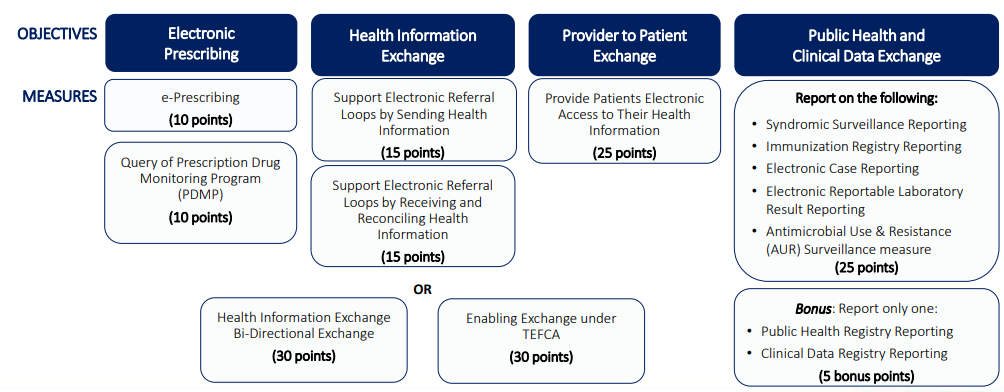 OBJECTIVES
Electronic
Prescribing
Health Information
Exchange
Provider to Patient
Exchange
Public Health and
Clinical Data Exchange
MEASURES
e-Prescribing
(10 points)
Query of Prescription Drug
Monitoring Program
(PDMP)
(10 points)
Support Electronic Referral
Loops by Sending Health
Information
(15 points)
Support Electronic Referral
Loops by Receiving and
Reconciling Health
Information
(15 points)
Provide Patients Electronic
Access to Their Health
Information
(25 points)
Report on the following:
• Syndromic Surveillance Reporting
• Immunization Registry Reporting
• Electronic Case Reporting
• Electronic Reportable Laboratory
Result Reporting
• Antimicrobial Use & Resistance
(AUR) Surveillance measure
(25 points)
OR
Health Information Exchange
Bi-Directional Exchange
(30 points)
Enabling Exchange under
TEFCA
(30 points)
Bonus: Report only one:
• Public Health Registry Reporting
• Clinical Data Registry Reporting
(5 bonus points)